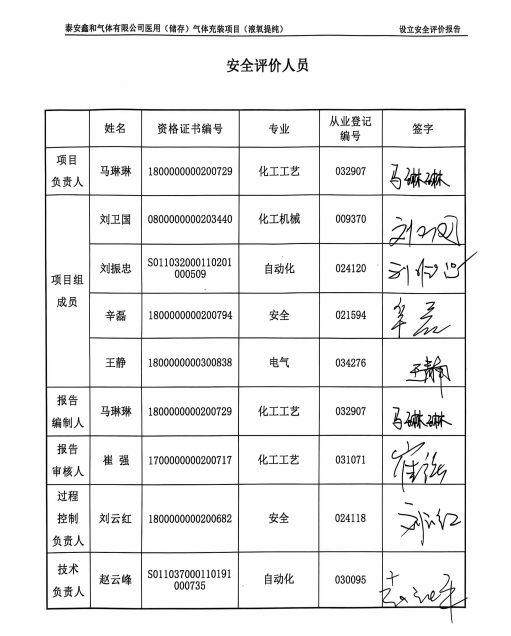 泰安鑫和气体有限公司医用（储存）气体充装项目（液氧提纯） 设立安全评价报告
安全评价人员
姓名 资格证书编号 专业 从业登记编号 签字
项目负责人 马琳琳 1800000000200729 化工工艺 032907 马琳琳
项目组成员 刘卫国 0800000000203440 化工机械 009370 刘卫国
刘振忠 S011032000110201000509 自动化 024120 刘振忠
辛磊 1800000000200794 安全 021594 辛磊
王静 1800000000300838 电气 034276 王静
报告编制人 马琳琳 1800000000200729 化工工艺 032907 马琳琳
报告审核人 崔强 1700000000200717 化工工艺 031071 崔强
过程控制负责人 刘云红 1800000000200682 安全 024118 刘云红
技术负责人 赵云峰 S011037000110191000735 自动化 030095 赵云峰